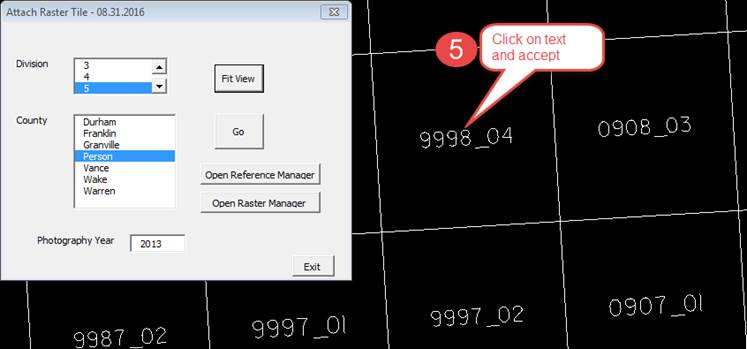 Attach Raster Tile - 08.31.2016
Division
3
4
5
Fit View
County
Durham
Franklin
Granville
Person
Vance
Wake
Warren
Go
Open Reference Manager
Open Raster Manager
Photography Year
2013
Exit
5
Click on text
and accept
9998_04
0908_03
9987_02
9997_01
9997_02
0907_01